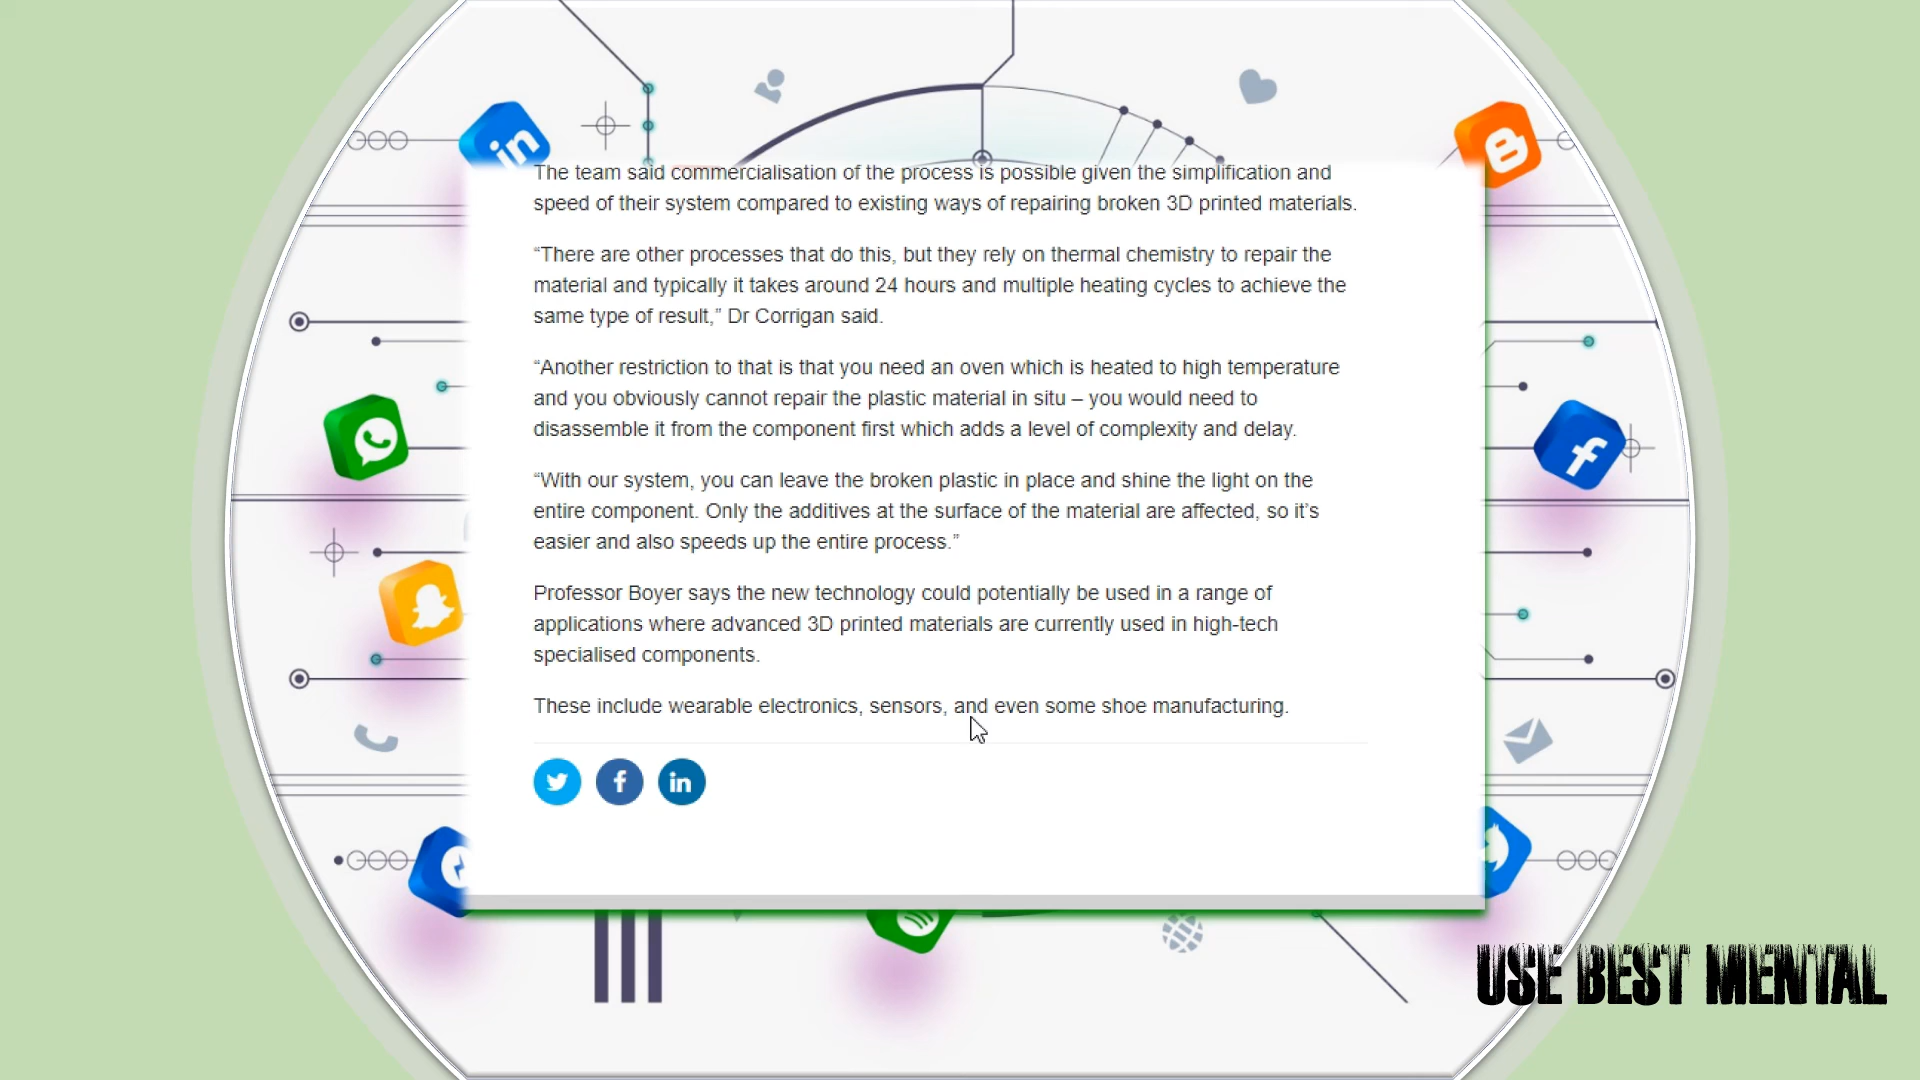 The team said commercialisation of the process is possible given the simplification and
speed of their system compared to existing ways of repairing broken 3D printed materials.
“There are other processes that do this, but they rely on thermal chemistry to repair the
material and typically it takes around 24 hours and multiple heating cycles to achieve the
same type of result,” Dr Corrigan said.
“Another restriction to that is that you need an oven which is heated to high temperature
and you obviously cannot repair the plastic material in situ – you would need to
disassemble it from the component first which adds a level of complexity and delay.
“With our system, you can leave the broken plastic in place and shine the light on the
entire component. Only the additives at the surface of the material are affected, so it’s
easier and also speeds up the entire process.”
Professor Boyer says the new technology could potentially be used in a range of
applications where advanced 3D printed materials are currently used in high-tech
specialised components.
These include wearable electronics, sensors, and even some shoe manufacturing.
USE BEST MENTAL